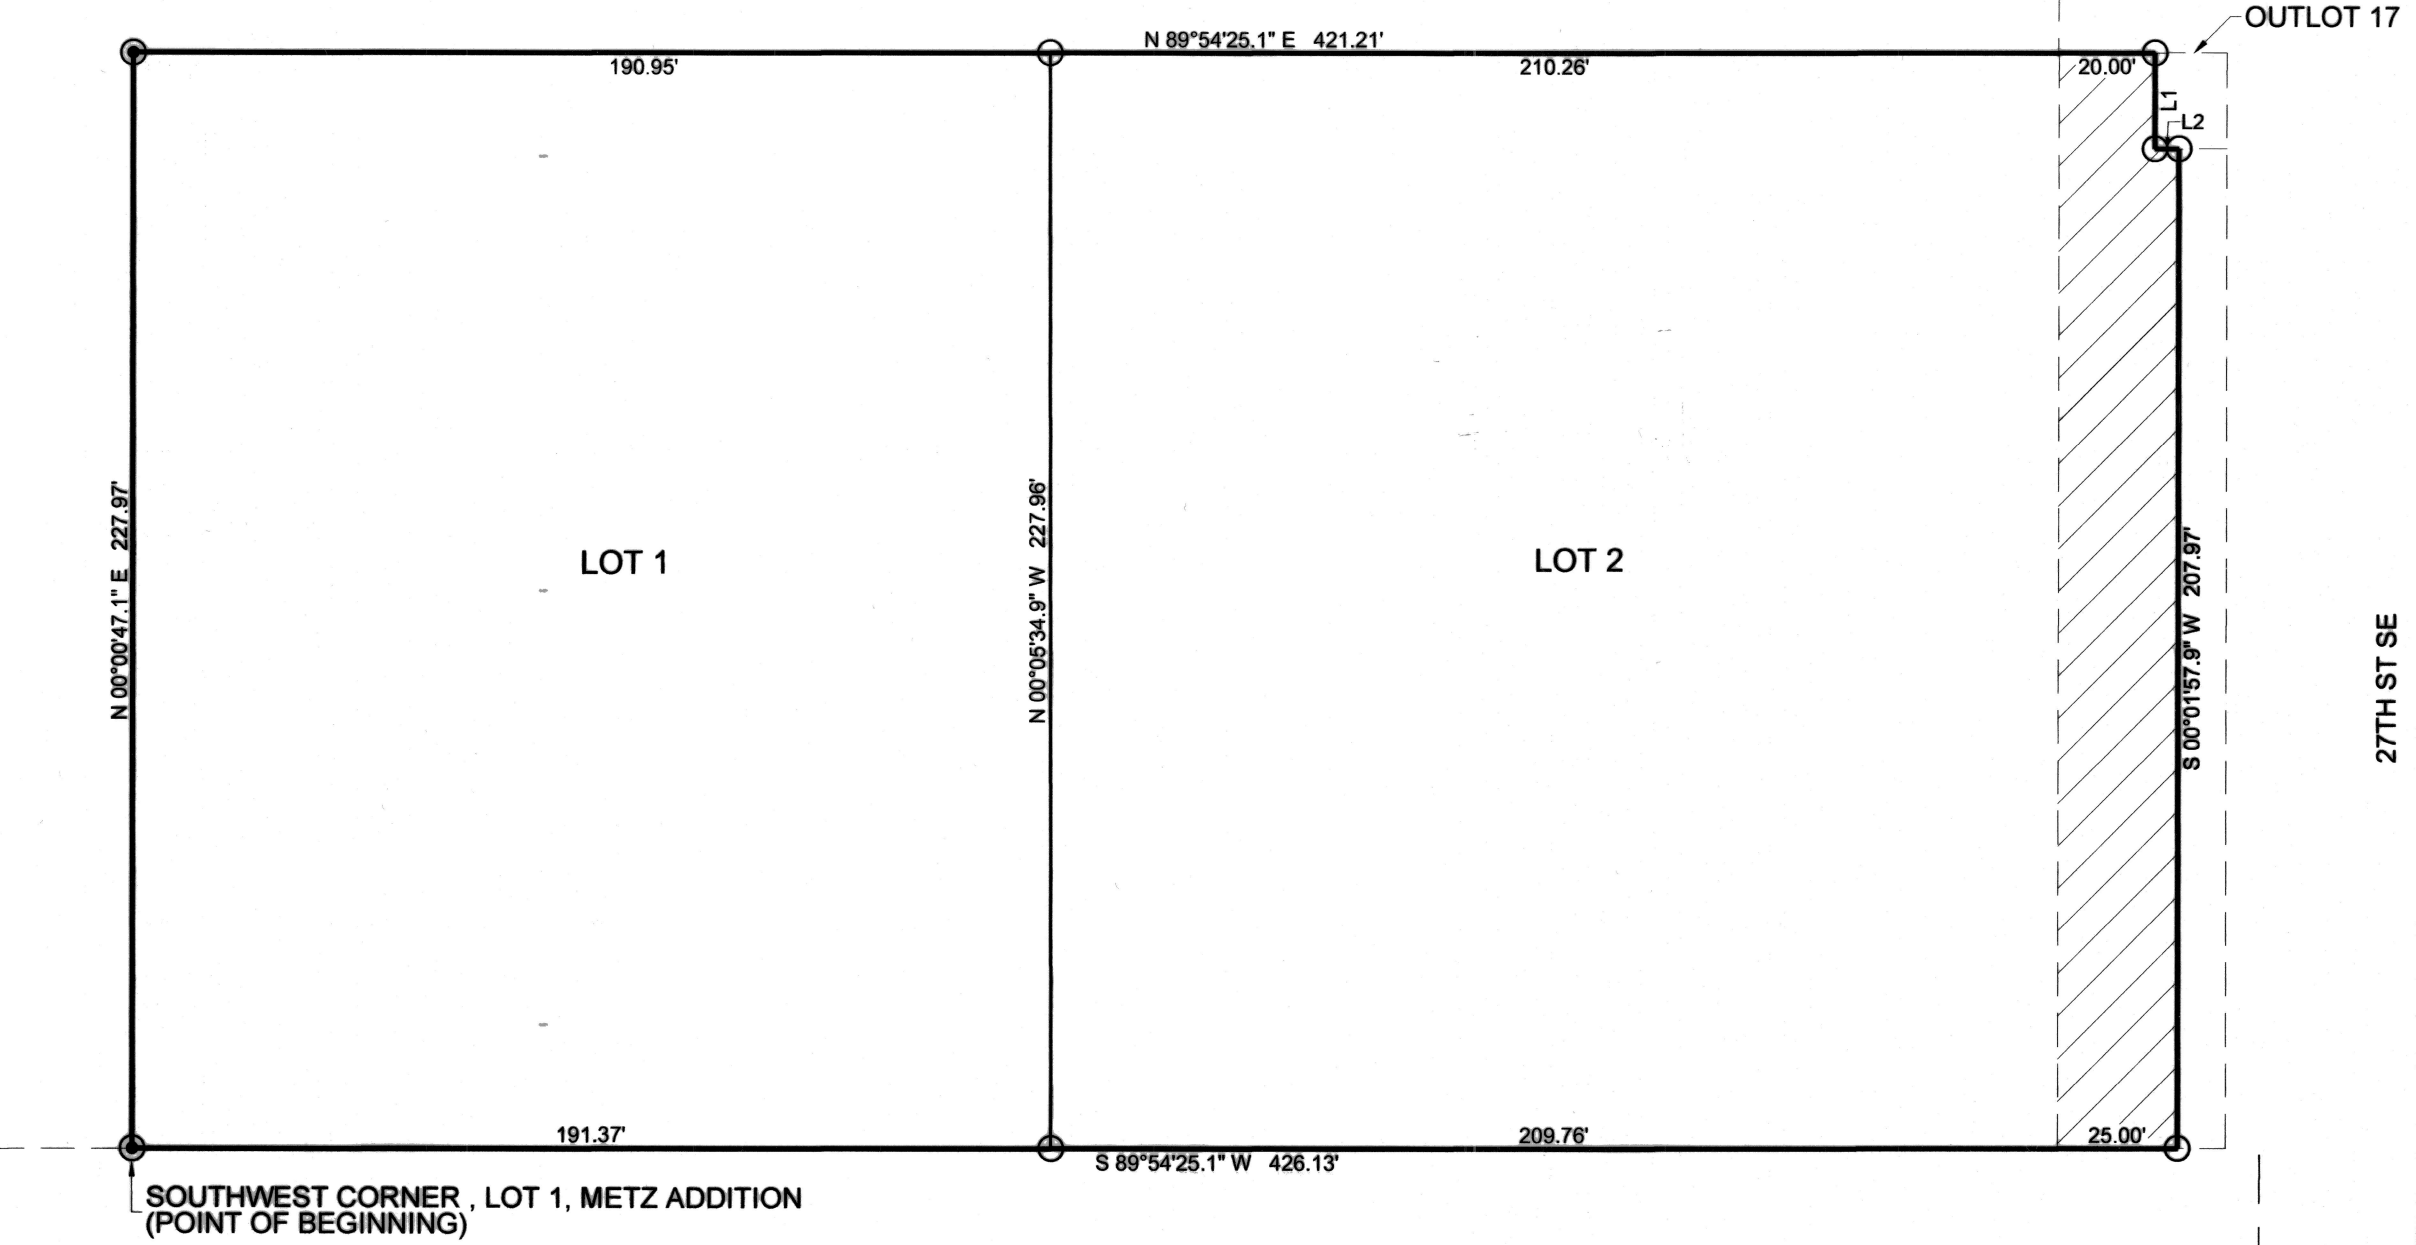 OUTLOT 17
N 89°54'25.1" E 421.21'
190.95'
210.26'
20.00'
L1
L2
N 00°00'47.1" E 227.97'
N 00°05'34.9" W 227.96'
LOT 1
LOT 2
S 00°01'57.9" W 207.97'
27TH ST SE
191.37'
209.76'
25.00'
S 89°54'25.1" W 426.13'
SOUTHWEST CORNER , LOT 1, METZ ADDITION
(POINT OF BEGINNING)